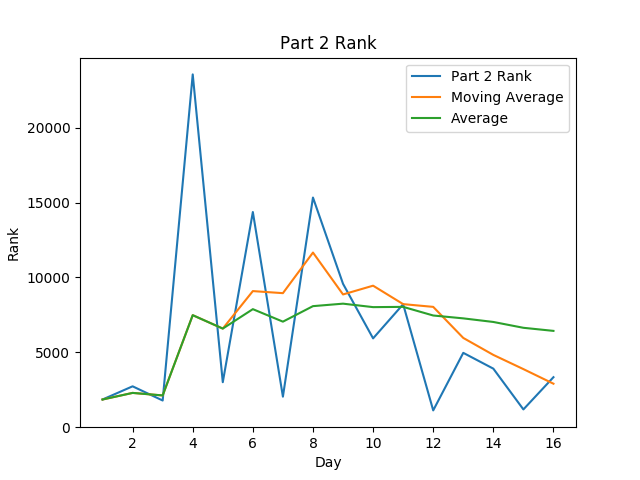 Part 2 Rank
Part 2 Rank
Moving Average
Average
Rank
20000
15000
10000
5000
0
2 4 6 8 10 12 14 16
Day